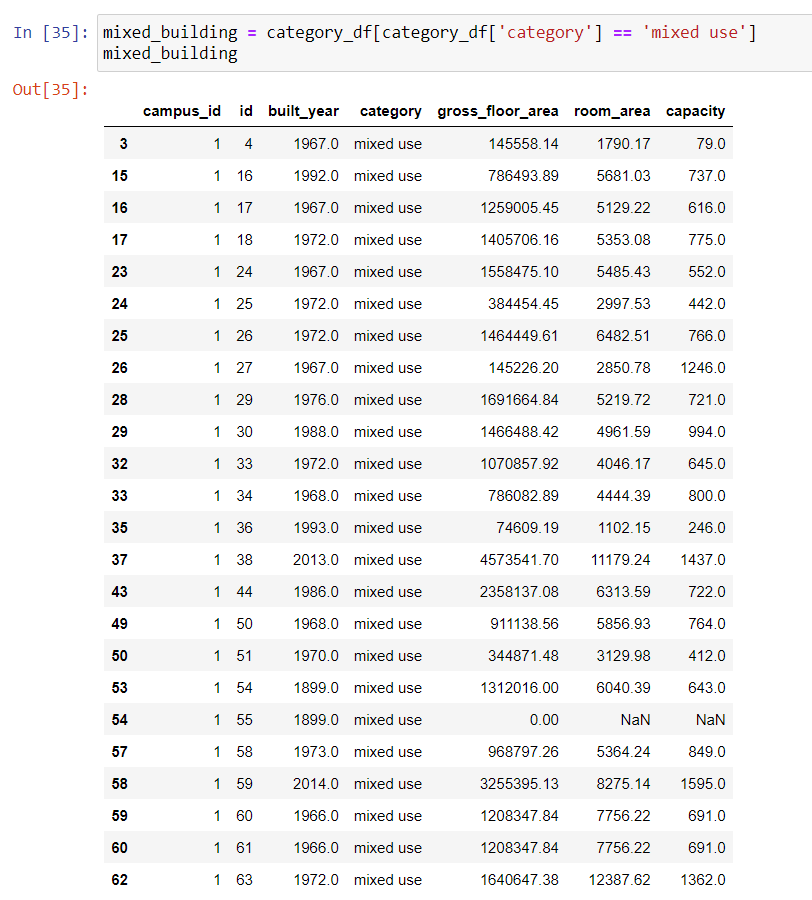 In [35]: mixed_building = category_df[category_df['category'] == 'mixed use']
mixed_building
Out[35]:
campus_id id built_year category gross_floor_area room_area capacity
3 1 4 1967.0 mixed use 145558.14 1790.17 79.0
15 1 16 1992.0 mixed use 786493.89 5681.03 737.0
16 1 17 1967.0 mixed use 1259005.45 5129.22 616.0
17 1 18 1972.0 mixed use 1405706.16 5353.08 775.0
23 1 24 1967.0 mixed use 1558475.10 5485.43 552.0
24 1 25 1972.0 mixed use 384454.45 2997.53 442.0
25 1 26 1972.0 mixed use 1464449.61 6482.51 766.0
26 1 27 1967.0 mixed use 145226.20 2850.78 1246.0
28 1 29 1976.0 mixed use 1691664.84 5219.72 721.0
29 1 30 1988.0 mixed use 1466488.42 4961.59 994.0
32 1 33 1972.0 mixed use 1070857.92 4046.17 645.0
33 1 34 1968.0 mixed use 786082.89 4444.39 800.0
35 1 36 1993.0 mixed use 74609.19 1102.15 246.0
37 1 38 2013.0 mixed use 4573541.70 11179.24 1437.0
43 1 44 1986.0 mixed use 2358137.08 6313.59 722.0
49 1 50 1968.0 mixed use 911138.56 5856.93 764.0
50 1 51 1970.0 mixed use 344871.48 3129.98 412.0
53 1 54 1899.0 mixed use 1312016.00 6040.39 643.0
54 1 55 1899.0 mixed use 0.00 NaN NaN
57 1 58 1973.0 mixed use 968797.26 5364.24 849.0
58 1 59 2014.0 mixed use 3255395.13 8275.14 1595.0
59 1 60 1966.0 mixed use 1208347.84 7756.22 691.0
60 1 61 1966.0 mixed use 1208347.84 7756.22 691.0
62 1 63 1972.0 mixed use 1640647.38 12387.62 1362.0